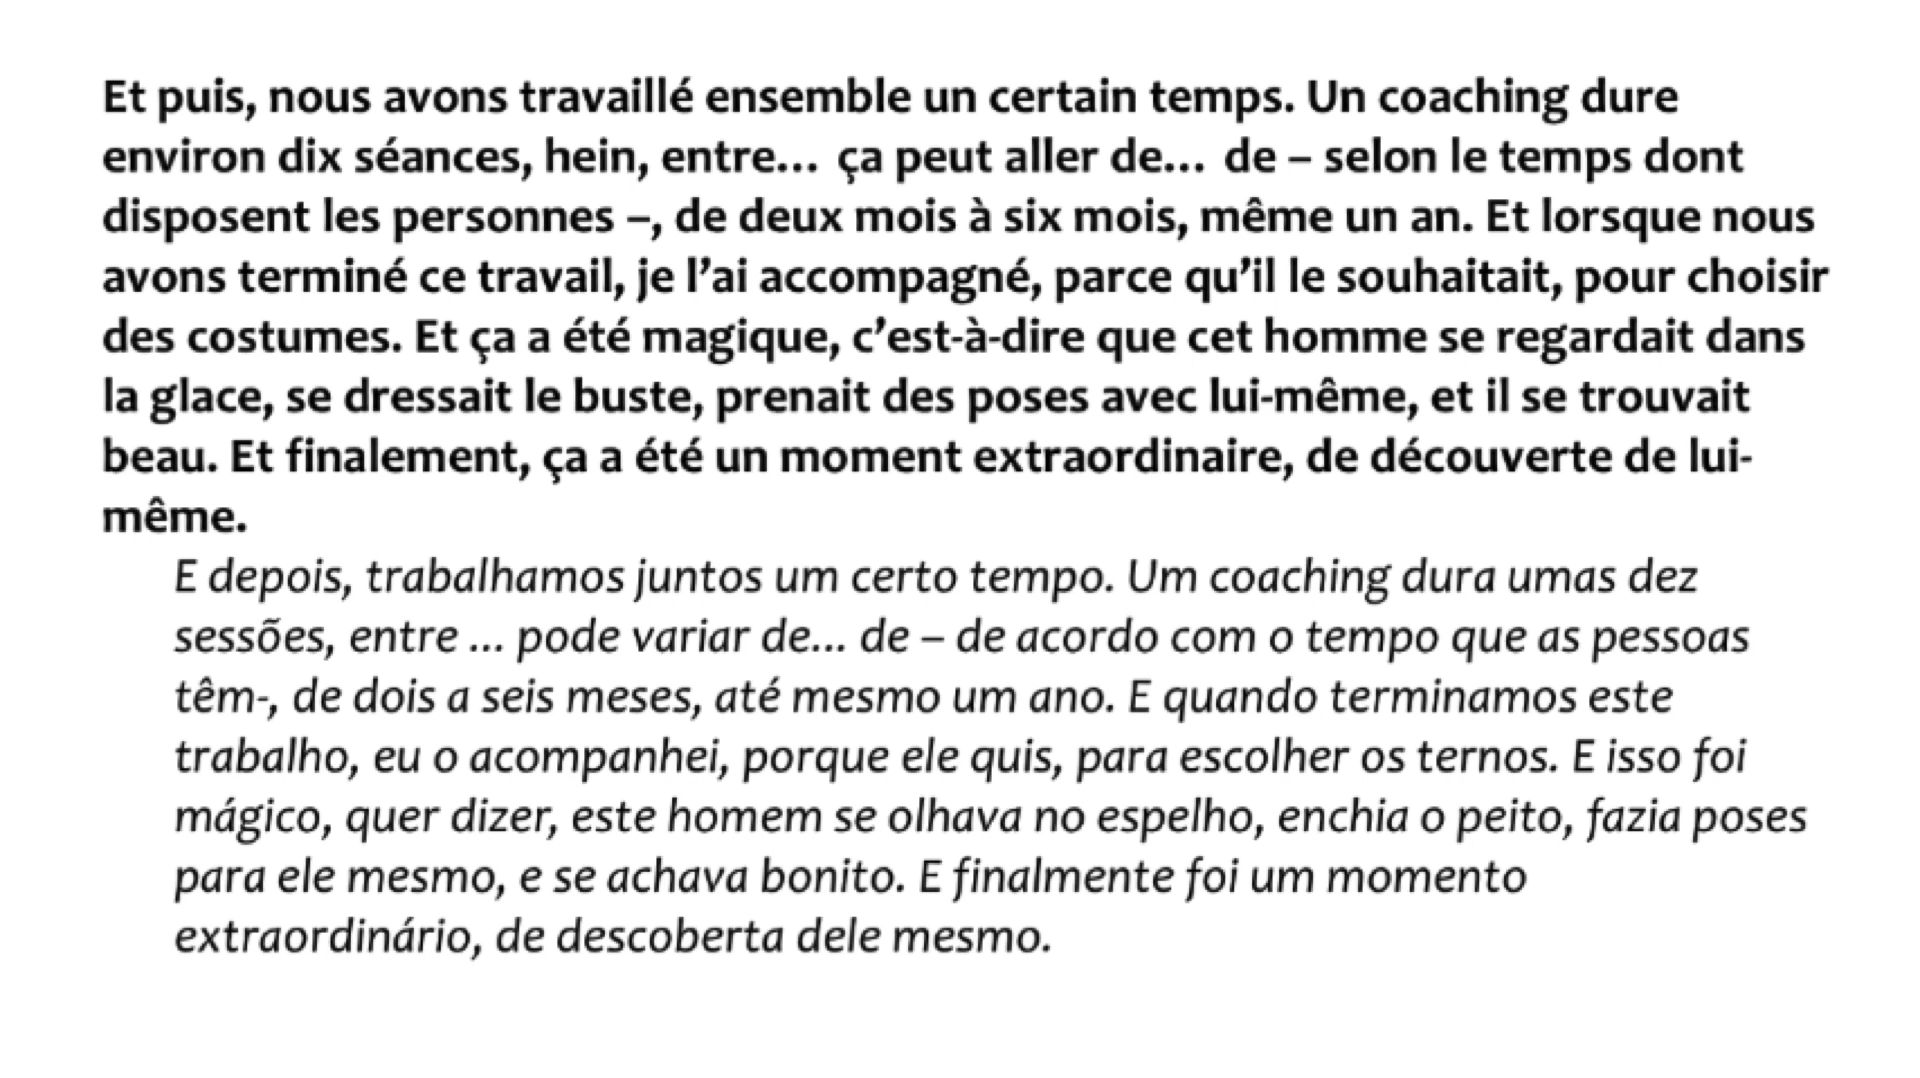 Et puis, nous avons travaillé ensemble un certain temps. Un coaching dure
environ dix séances, hein, entre... ça peut aller de... de – selon le temps dont
disposent les personnes –, de deux mois à six mois, même un an. Et lorsque nous
avons terminé ce travail, je l’ai accompagné, parce qu’il le souhaitait, pour choisir
des costumes. Et ça a été magique, c’est-à-dire que cet homme se regardait dans
la glace, se dressait le buste, prenait des poses avec lui-même, et il se trouvait
beau. Et finalement, ça a été un moment extraordinaire, de découverte de lui-
même.
E depois, trabalhamos juntos um certo tempo. Um coaching dura umas dez
sessões, entre ... pode variar de... de – de acordo com o tempo que as pessoas
têm-, de dois a seis meses, até mesmo um ano. E quando terminamos este
trabalho, eu o acompanhei, porque ele quis, para escolher os ternos. E isso foi
mágico, quer dizer, este homem se olhava no espelho, enchia o peito, fazia poses
para ele mesmo, e se achava bonito. E finalmente foi um momento
extraordinário, de descoberta dele mesmo.